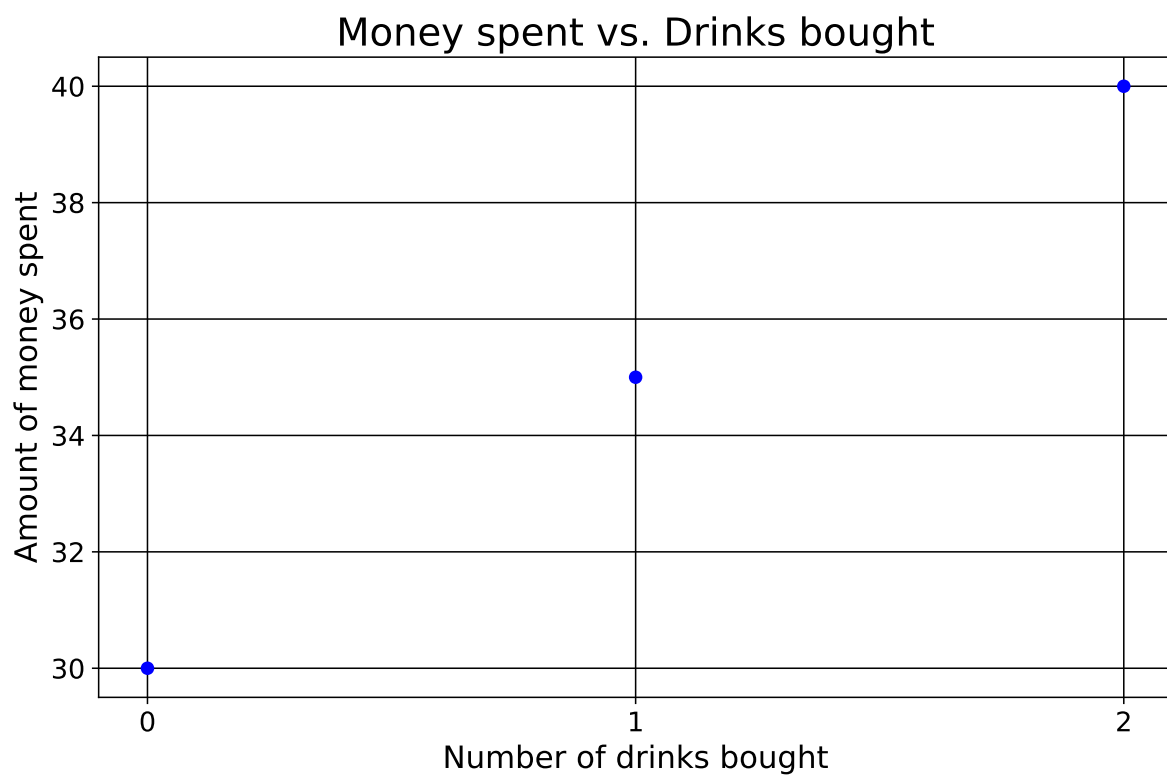 Money spent vs. Drinks bought
Amount of money spent
40
38
36
34
32
30
0 1 2
Number of drinks bought